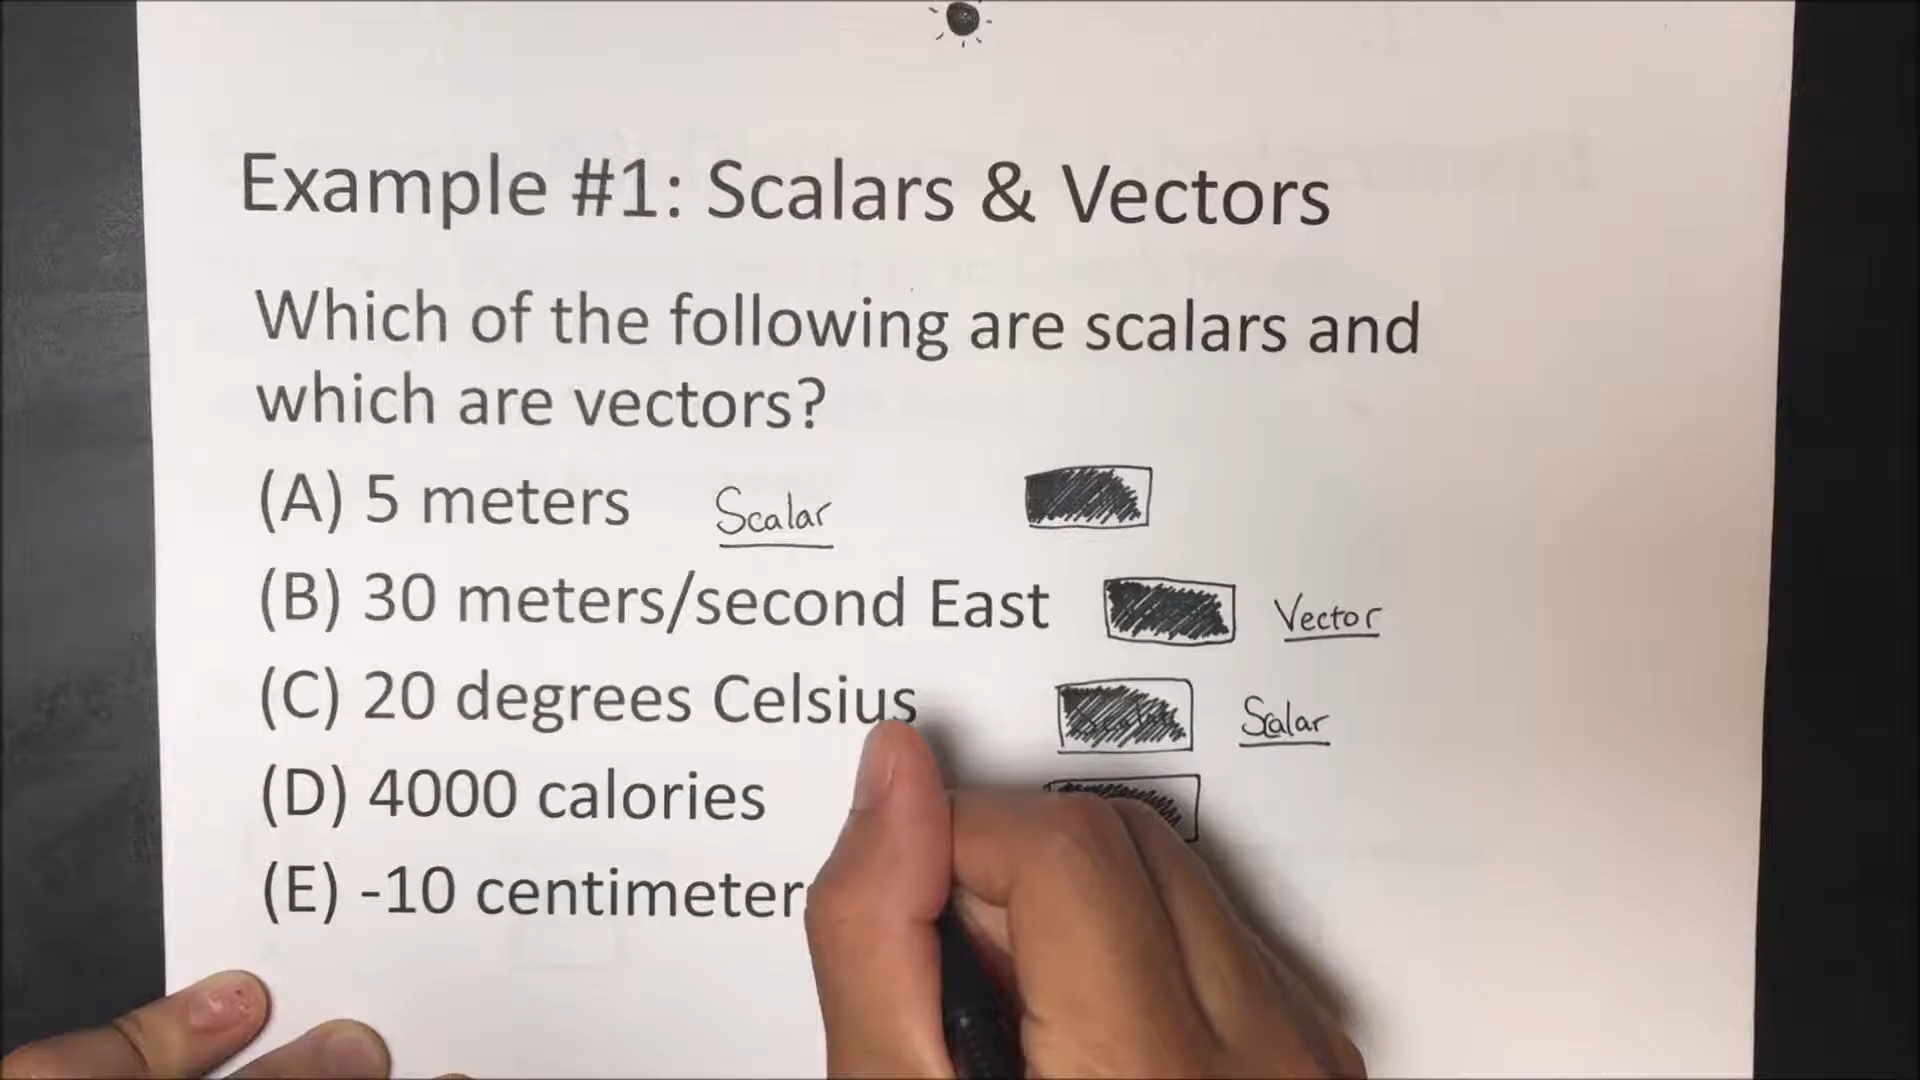 Example #1: Scalars & Vectors
Which of the following are scalars and
which are vectors?
(A) 5 meters Scalar
(B) 30 meters/second East Vector
(C) 20 degrees Celsius Scalar
(D) 4000 calories
(E) -10 centimeter